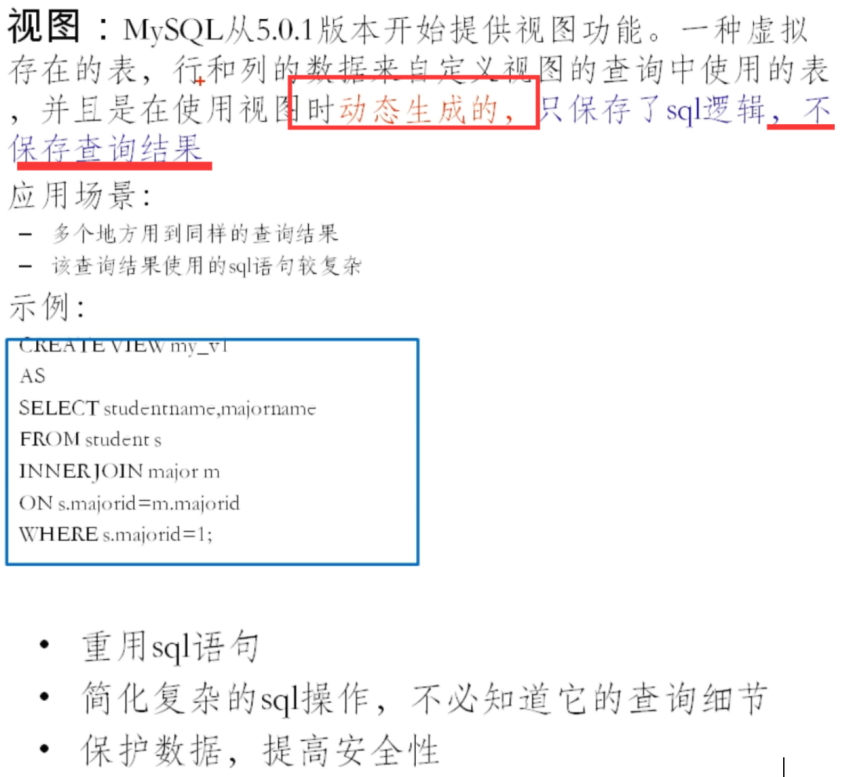 视图：MySQL从5.0.1版本开始提供视图功能。一种虚拟
存在的表，行和列的数据来自定义视图的查询中使用的表
，并且是在使用视图时动态生成的，只保存了sql逻辑，不
保存查询结果
应用场景：
– 多个地方用到同样的查询结果
– 该查询结果使用的sql语句较复杂
示例：
CREATE VIEW my_v1
AS
SELECT studentname,majorname
FROM student s
INNER JOIN major m
ON s.majorid=m.majorid
WHERE s.majorid=1;
• 重用sql语句
• 简化复杂的sql操作，不必知道它的查询细节
• 保护数据，提高安全性